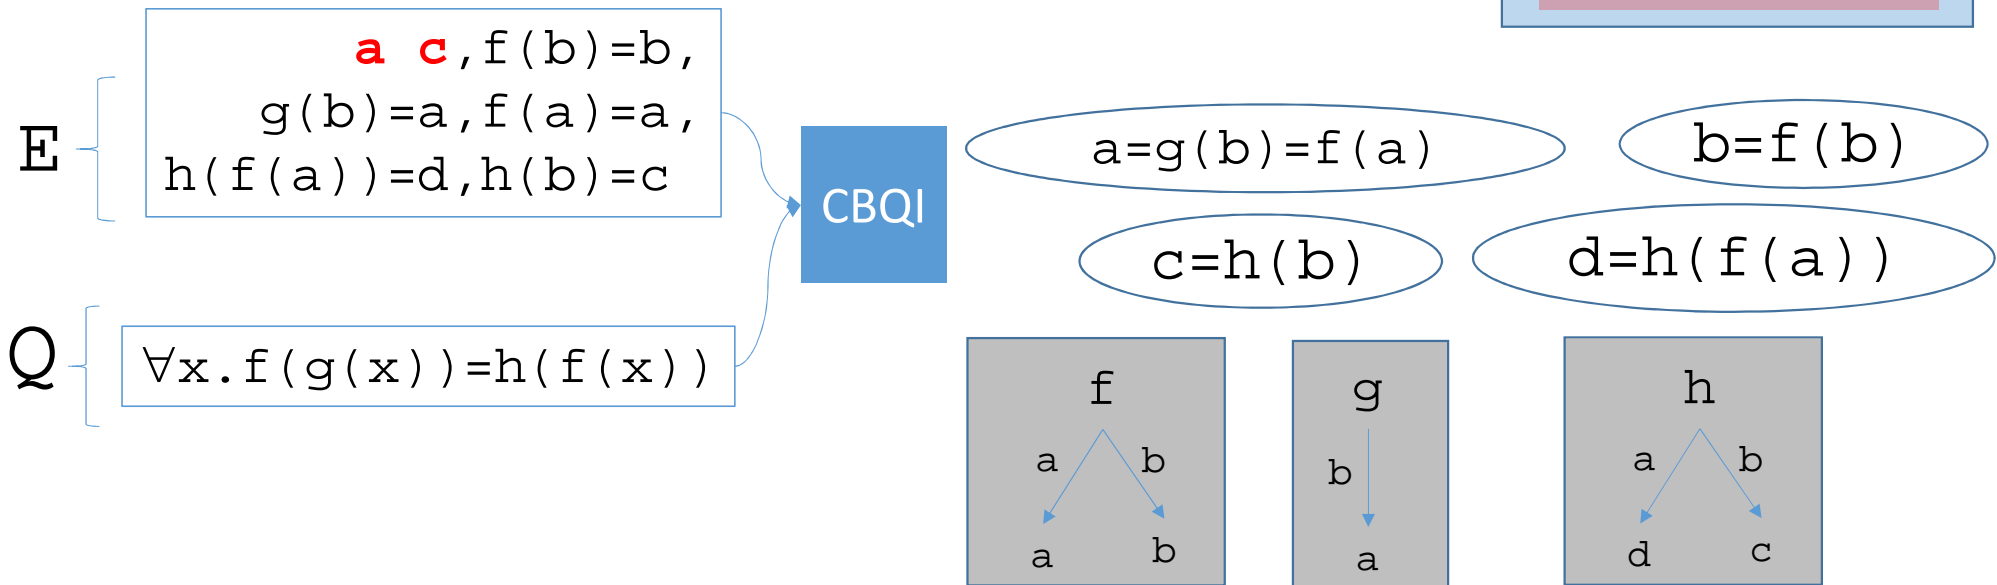 a c,f(b)=b,
g(b)=a,f(a)=a,
h(f(a))=d,h(b)=c
E
Q
∀x.f(g(x))=h(f(x))
CBQI
a=g(b)=f(a)
b=f(b)
c=h(b)
d=h(f(a))
f
a b
a b
g
b
a
h
a b
d c